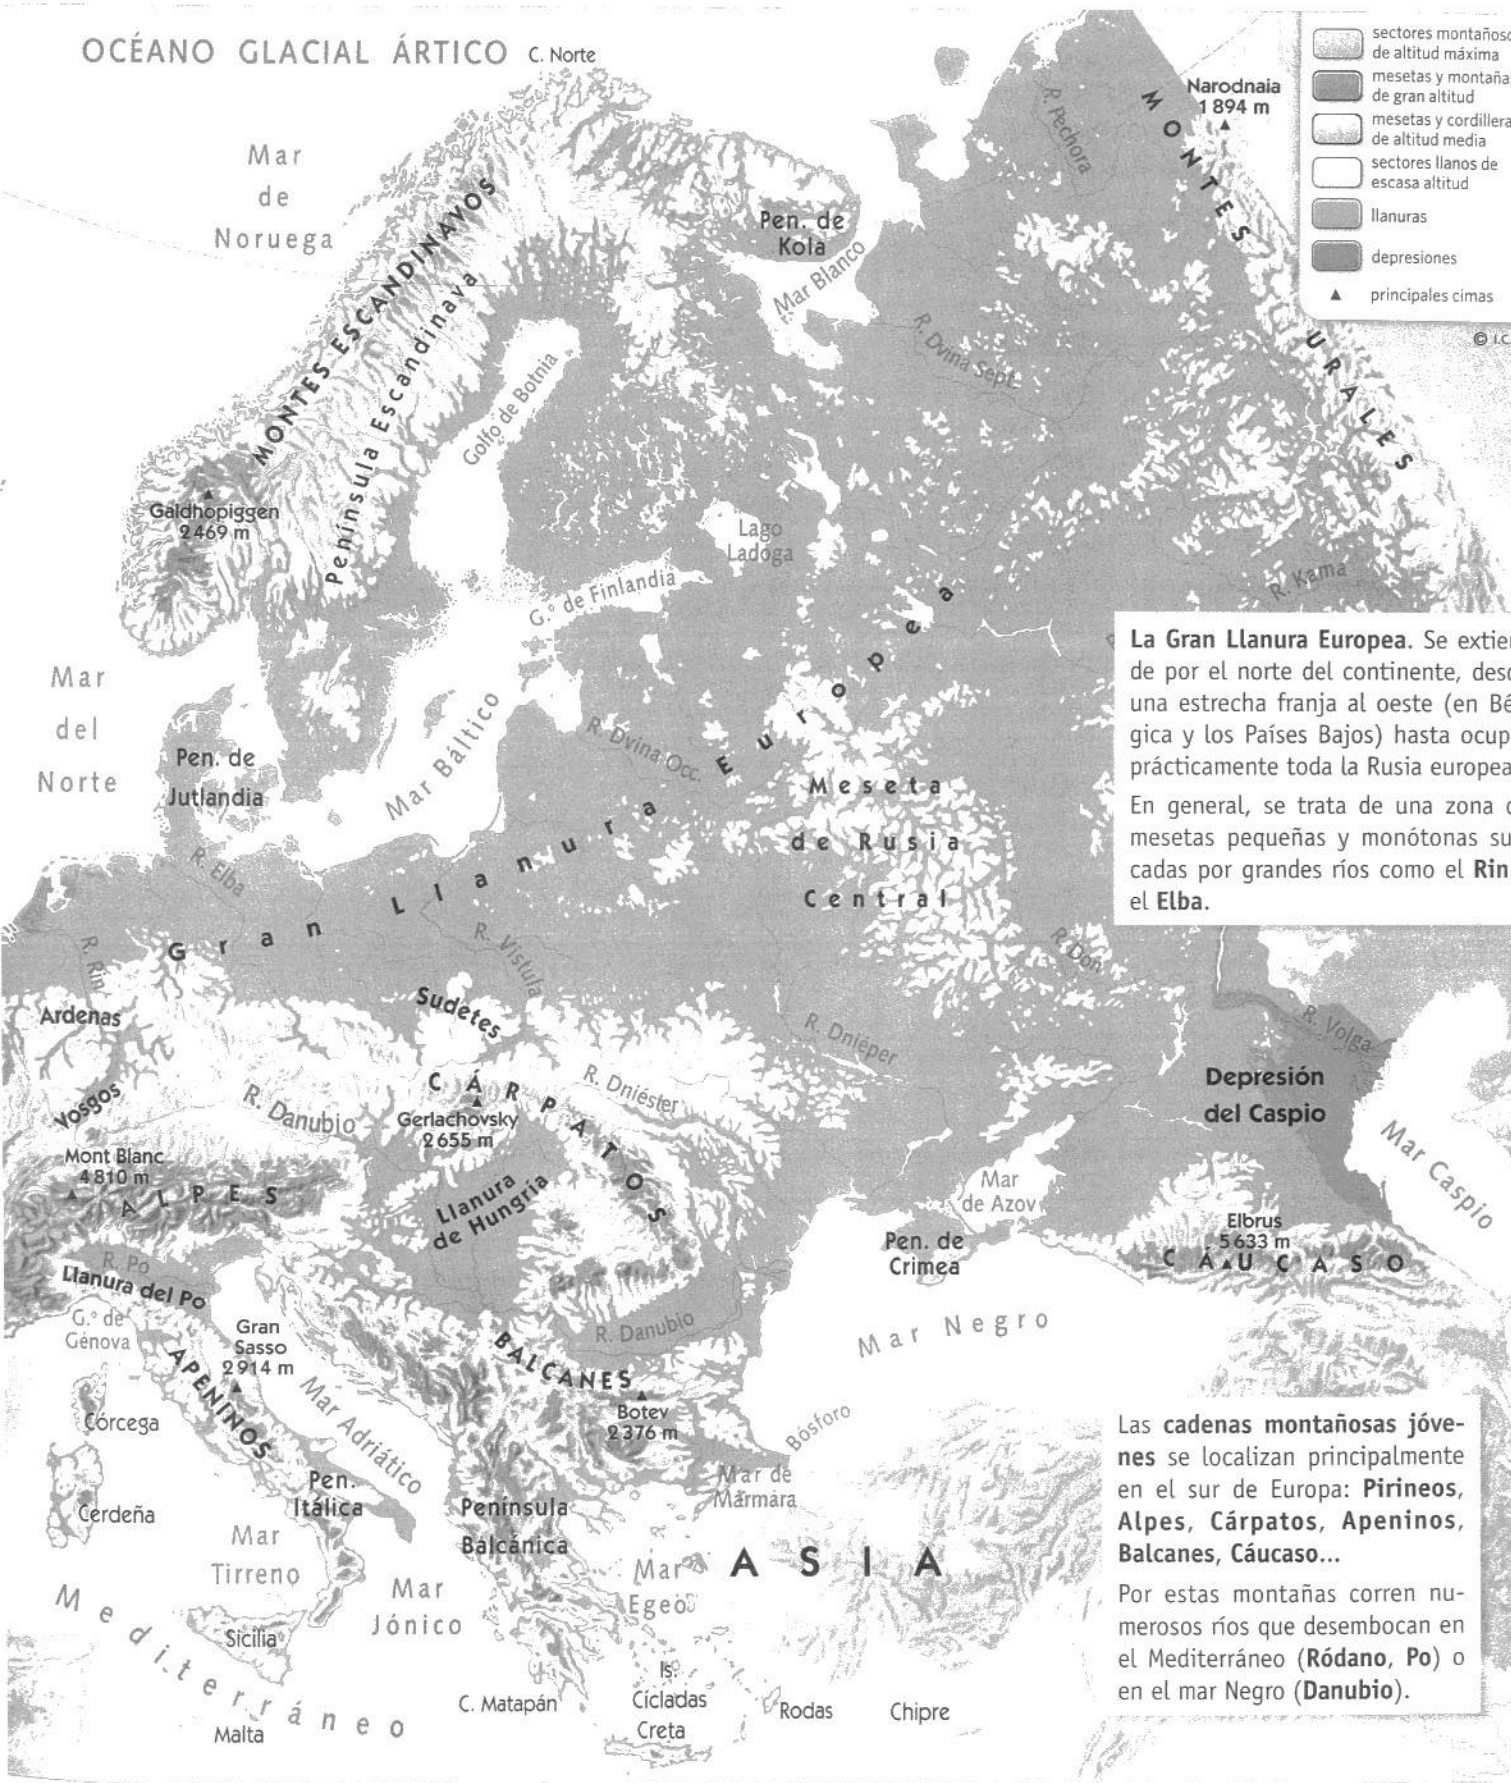 OCÉANO GLACIAL ÁRTICO
C. Norte
sectores montañoso
de altitud máxima
mesetas y montaña
de gran altitud
mesetas y cordillera
de altitud media
sectores llanos de
escasa altitud
llanuras
depresiones
principales cimas
© I.C.
Narodnaia
1 894 m
MONTES URALES
R. Pechora
Mar
de
Noruega
MONTES ESCANDINAVOS
Península Escandinava
Pen. de
Kola
Mar Blanco
R. Dvina Sept.
Golfo de Botnia
Galdhopiggen
2 469 m
Lago
Ladoga
G.º de Finlandia
R. Kama
La Gran Llanura Europea. Se extien
de por el norte del continente, desd
una estrecha franja al oeste (en Bé
gica y los Países Bajos) hasta ocup
prácticamente toda la Rusia europea
En general, se trata de una zona d
mesetas pequeñas y monótonas su
cadas por grandes ríos como el Rin
el Elba.
Mar
del
Norte
Pen. de
Jutlandia
Mar Báltico
R. Dvina Occ.
Gran Llanura Europea
Meseta
de Rusia
Central
R. Elba
R. Rin
R. Vístula
R. Don
Ardenas
Sudetes
R. Dniéper
R. Volga
Vosgos
R. Danubio
CÁRPATOS
Gerlachovsky
2 655 m
R. Dniéster
Depresión
del Caspio
Mar Caspio
Mont Blanc
4 810 m
ALPES
Llanura
de Hungría
Mar
de Azov
Pen. de
Crimea
Elbrus
5 633 m
CÁUCASO
R. Po
Llanura del Po
G.º de
Génova
Gran
Sasso
2 914 m
R. Danubio
Mar Negro
APENINOS
Mar Adriático
BALCANES
Botev
2 376 m
Bósforo
Córcega
Cerdeña
Pen.
Itálica
Península
Balcánica
Mar de
Mármara
Las cadenas montañosas jóve-
nes se localizan principalmente
en el sur de Europa: Pirineos,
Alpes, Cárpatos, Apeninos,
Balcanes, Cáucaso...
Por estas montañas corren nu-
merosos ríos que desembocan en
el Mediterráneo (Ródano, Po) o
en el mar Negro (Danubio).
Mar
Tirreno
Mar
Jónico
Mar
Egeo
ASIA
Mediterráneo
Sicilia
Malta
C. Matapán
Is.
Cícladas
Creta
Rodas
Chipre